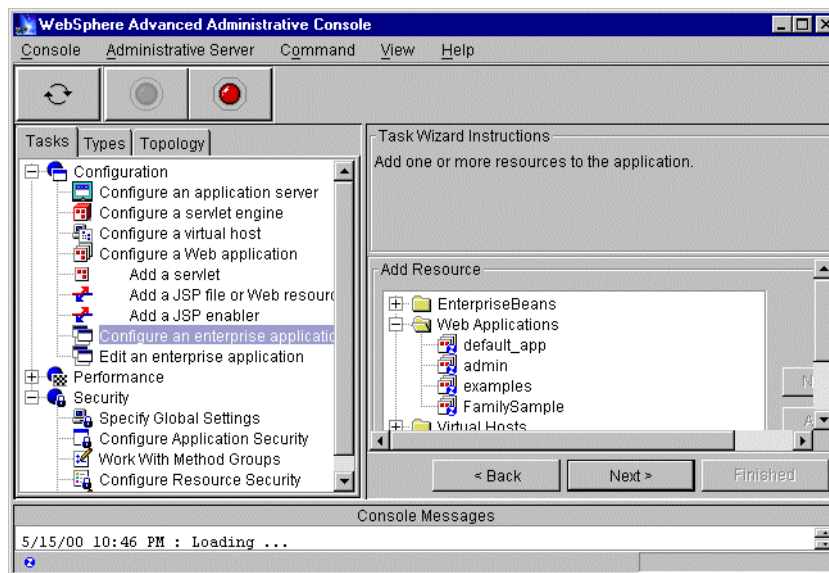 WebSphere Advanced Administrative Console
Console Administrative Server Command View Help
Tasks Types Topology
Configuration
Configure an application server
Configure a servlet engine
Configure a virtual host
Configure a Web application
Add a servlet
Add a JSP file or Web resour
Add a JSP enabler
Configure an enterprise applicatio
Edit an enterprise application
Performance
Security
Specify Global Settings
Configure Application Security
Work With Method Groups
Configure Resource Security
Task Wizard Instructions
Add one or more resources to the application.
Add Resource
EnterpriseBeans
Web Applications
default_app
admin
examples
FamilySample
Virtual Hosts
N
A
< Back Next > Finished
Console Messages
5/15/00 10:46 PM : Loading ...